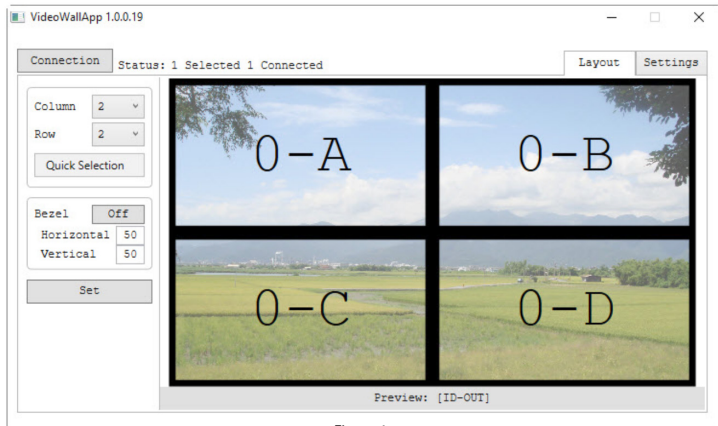 VideoWallApp 1.0.0.19
Connection Status: 1 Selected 1 Connected Layout Settings
Column 2
Row 2
Quick Selection
Bezel Off
Horizontal 50
Vertical 50
Set
0-A 0-B
0-C 0-D
Preview: [ID-OUT]